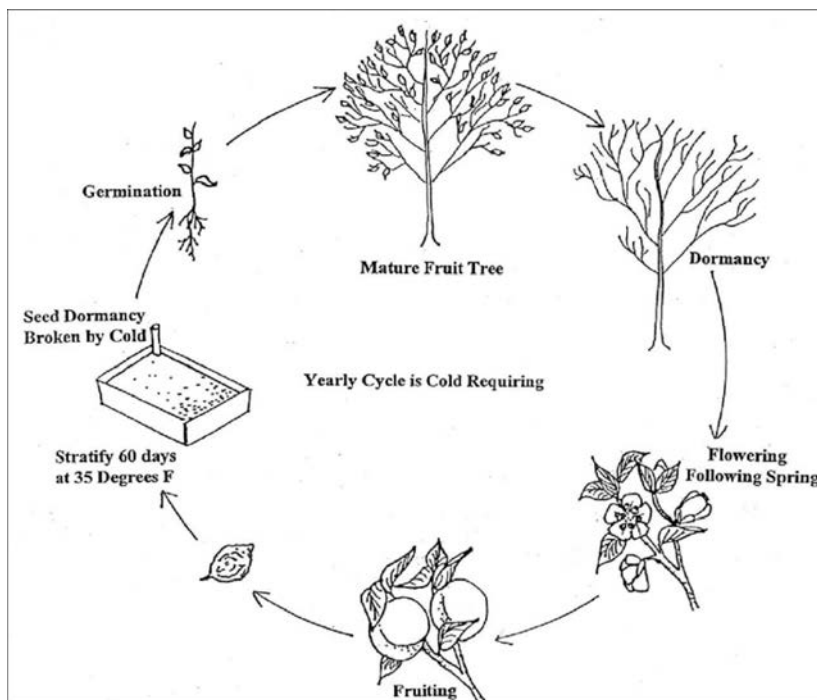 Germination
Mature Fruit Tree
Dormancy
Seed Dormancy
Broken by Cold
Yearly Cycle is Cold Requiring
Stratify 60 days
at 35 Degrees F
Flowering
Following Spring
Fruiting